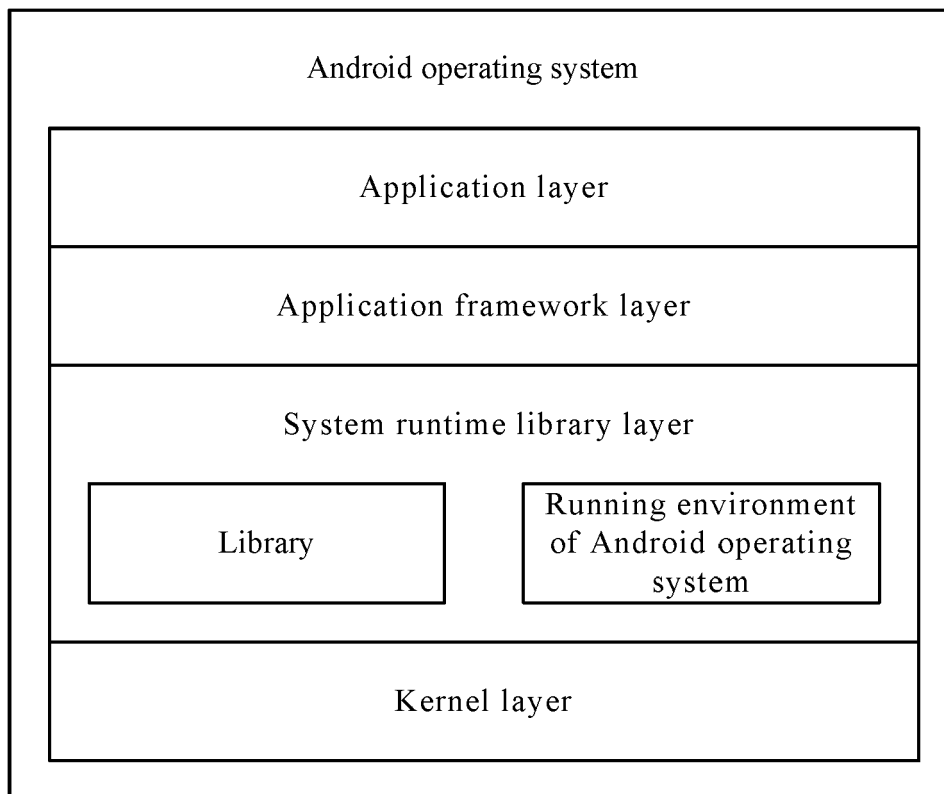 Android operating system
Application layer
Application framework layer
System runtime library layer
Library
Running environment
of Android operating
system
Kernel layer